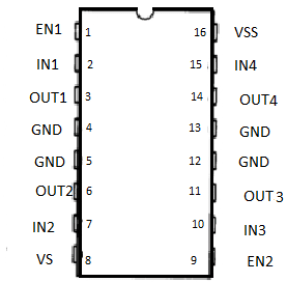 EN1 1 16 VSS
IN1 2 15 IN4
OUT1 3 14 OUT4
GND 4 13 GND
GND 5 12 GND
OUT2 6 11 OUT3
IN2 7 10 IN3
VS 8 9 EN2